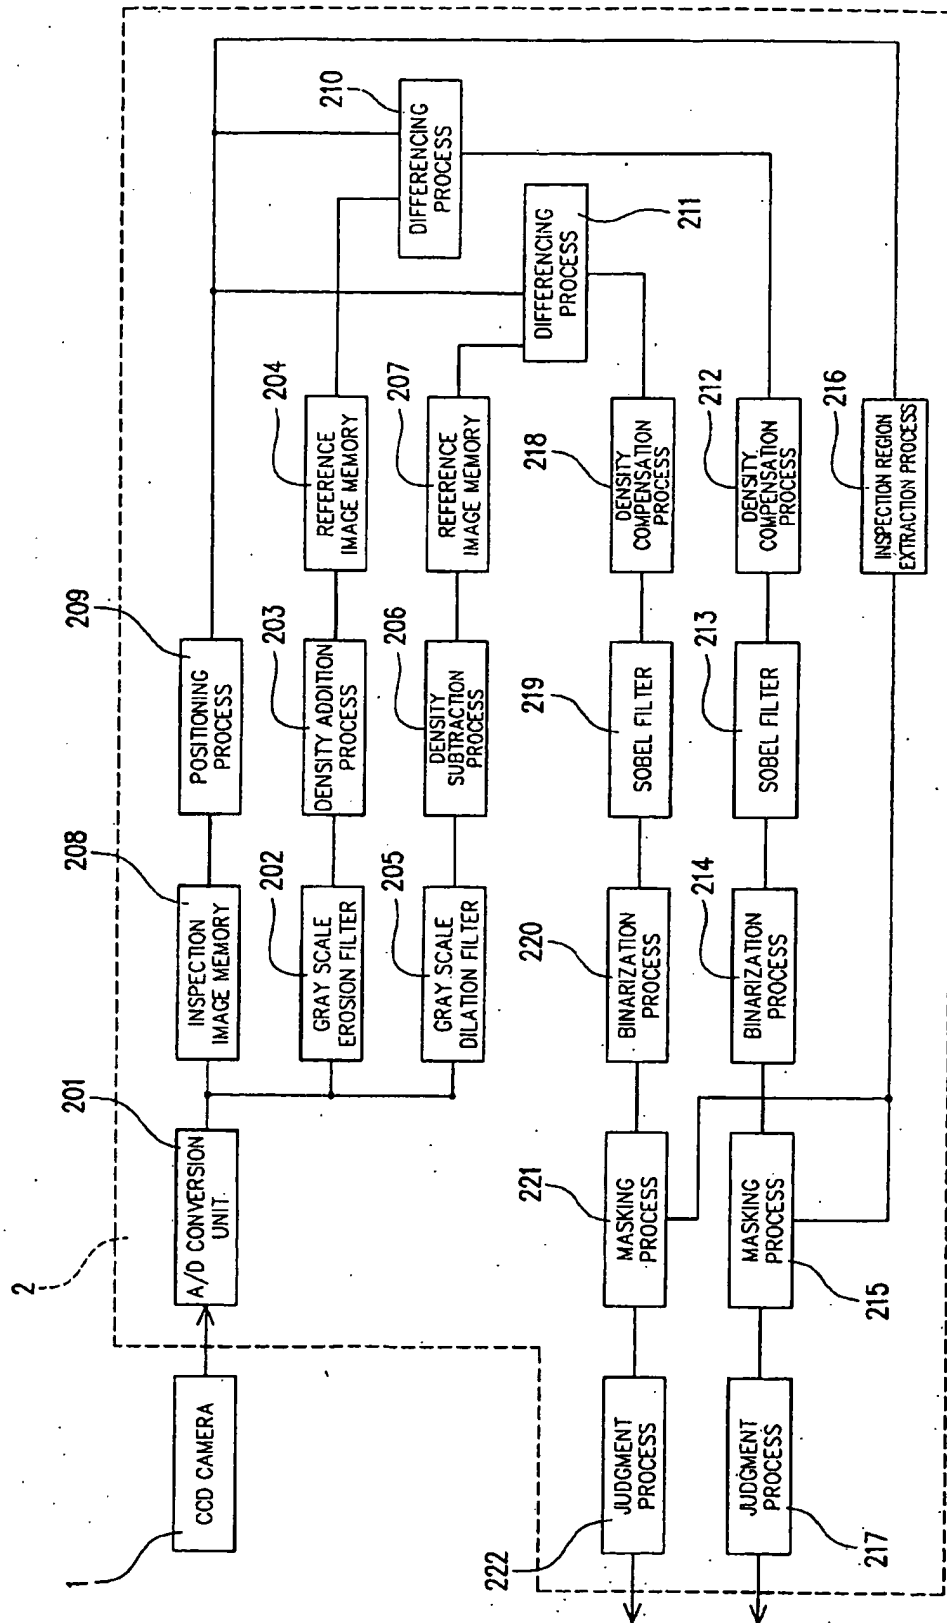 1
CCD CAMERA
2
201
A/D CONVERSION
UNIT
208
INSPECTION
IMAGE MEMORY
209
POSITIONING
PROCESS
202
GRAY SCALE
EROSION FILTER
203
DENSITY ADDITION
PROCESS
204
REFERENCE
IMAGE MEMORY
210
DIFFERENCING
PROCESS
205
GRAY SCALE
DILATION FILTER
206
DENSITY
SUBTRACTION
PROCESS
207
REFERENCE
IMAGE MEMORY
DIFFERENCING
PROCESS
211
222
JUDGMENT
PROCESS
221
MASKING
PROCESS
220
BINARIZATION
PROCESS
219
SOBEL FILTER
218
DENSITY
COMPENSATION
PROCESS
JUDGMENT
PROCESS
217
MASKING
PROCESS
215
214
BINARIZATION
PROCESS
213
SOBEL FILTER
212
DENSITY
COMPENSATION
PROCESS
216
INSPECTION REGION
EXTRACTION PROCESS